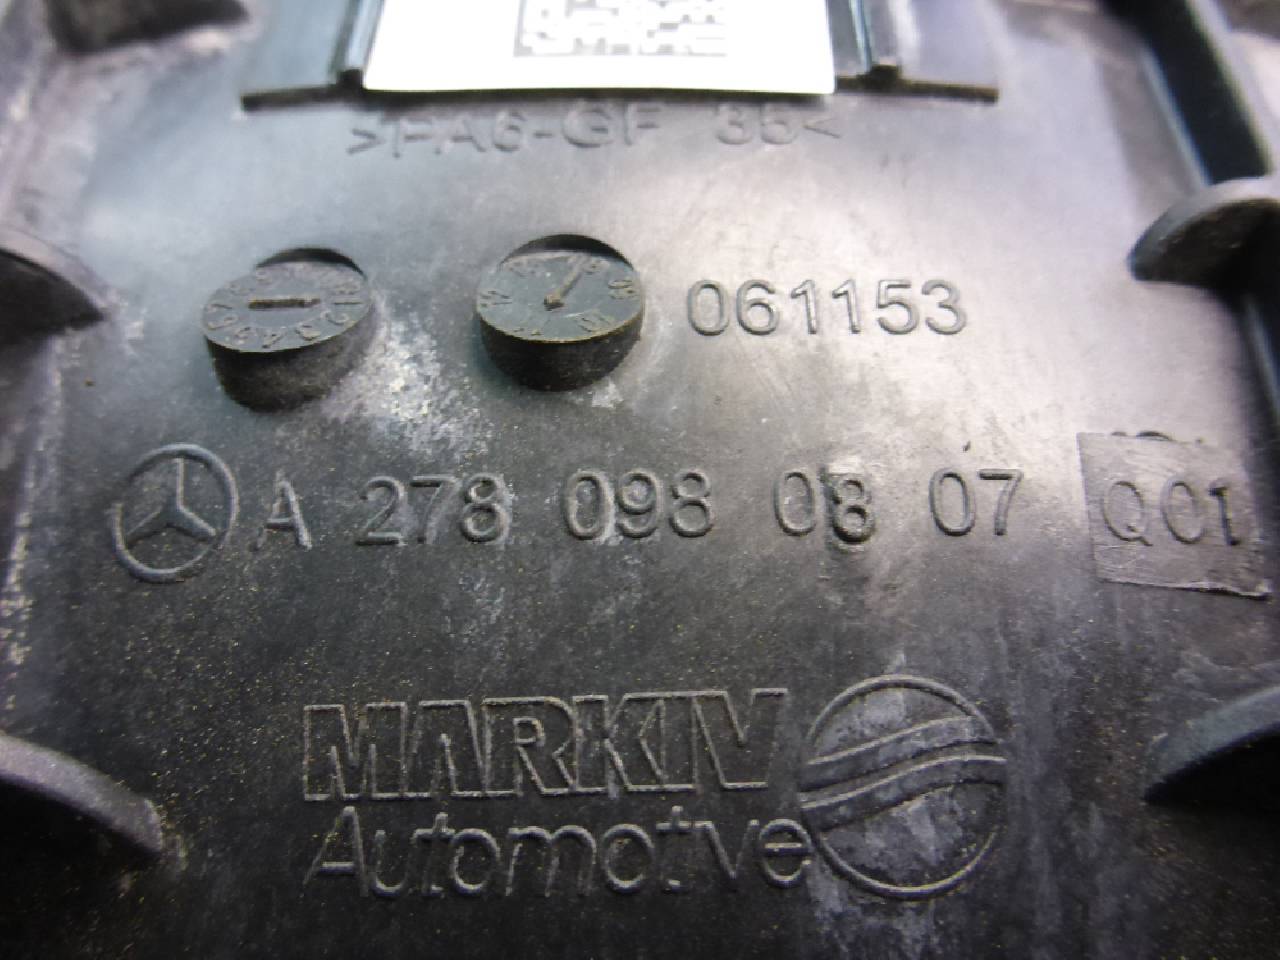 >PA6-GF 35<
061153
A 278 098 08 07 Q01
MARKIV
Automotive